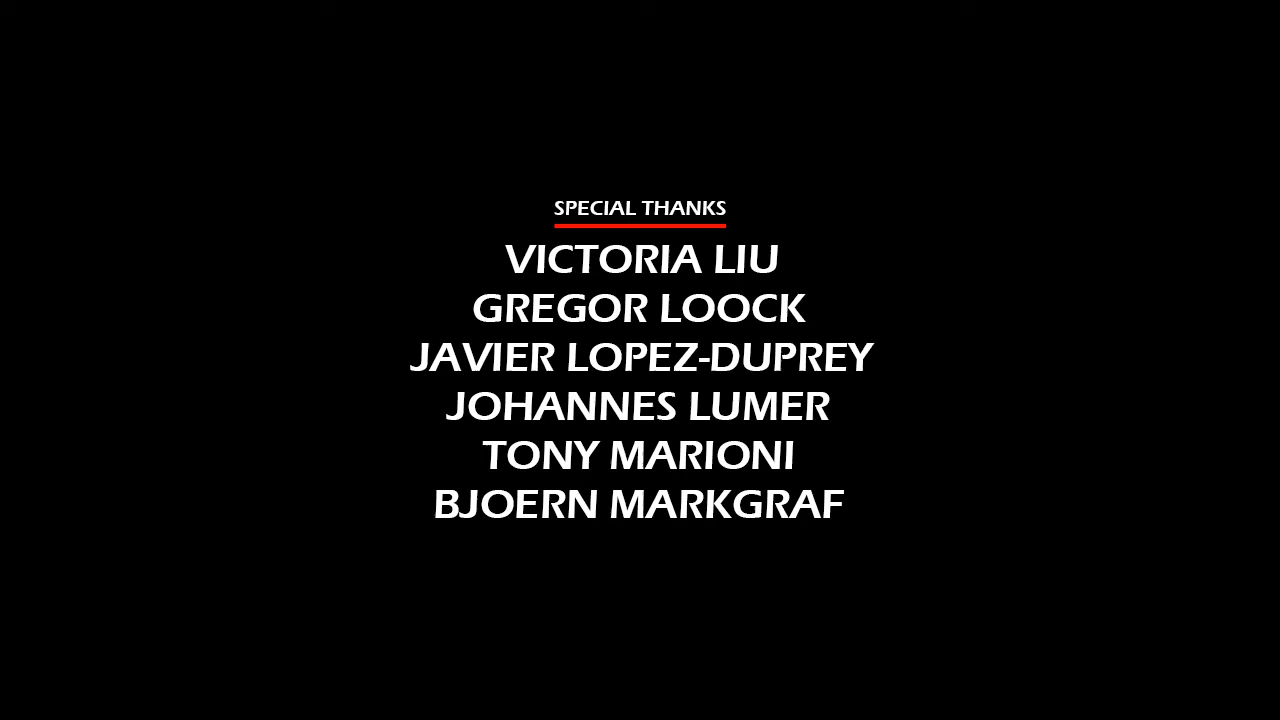 SPECIAL THANKS
VICTORIA LIU
GREGOR LOOCK
JAVIER LOPEZ-DUPREY
JOHANNES LUMER
TONY MARIONI
BJOERN MARKGRAF